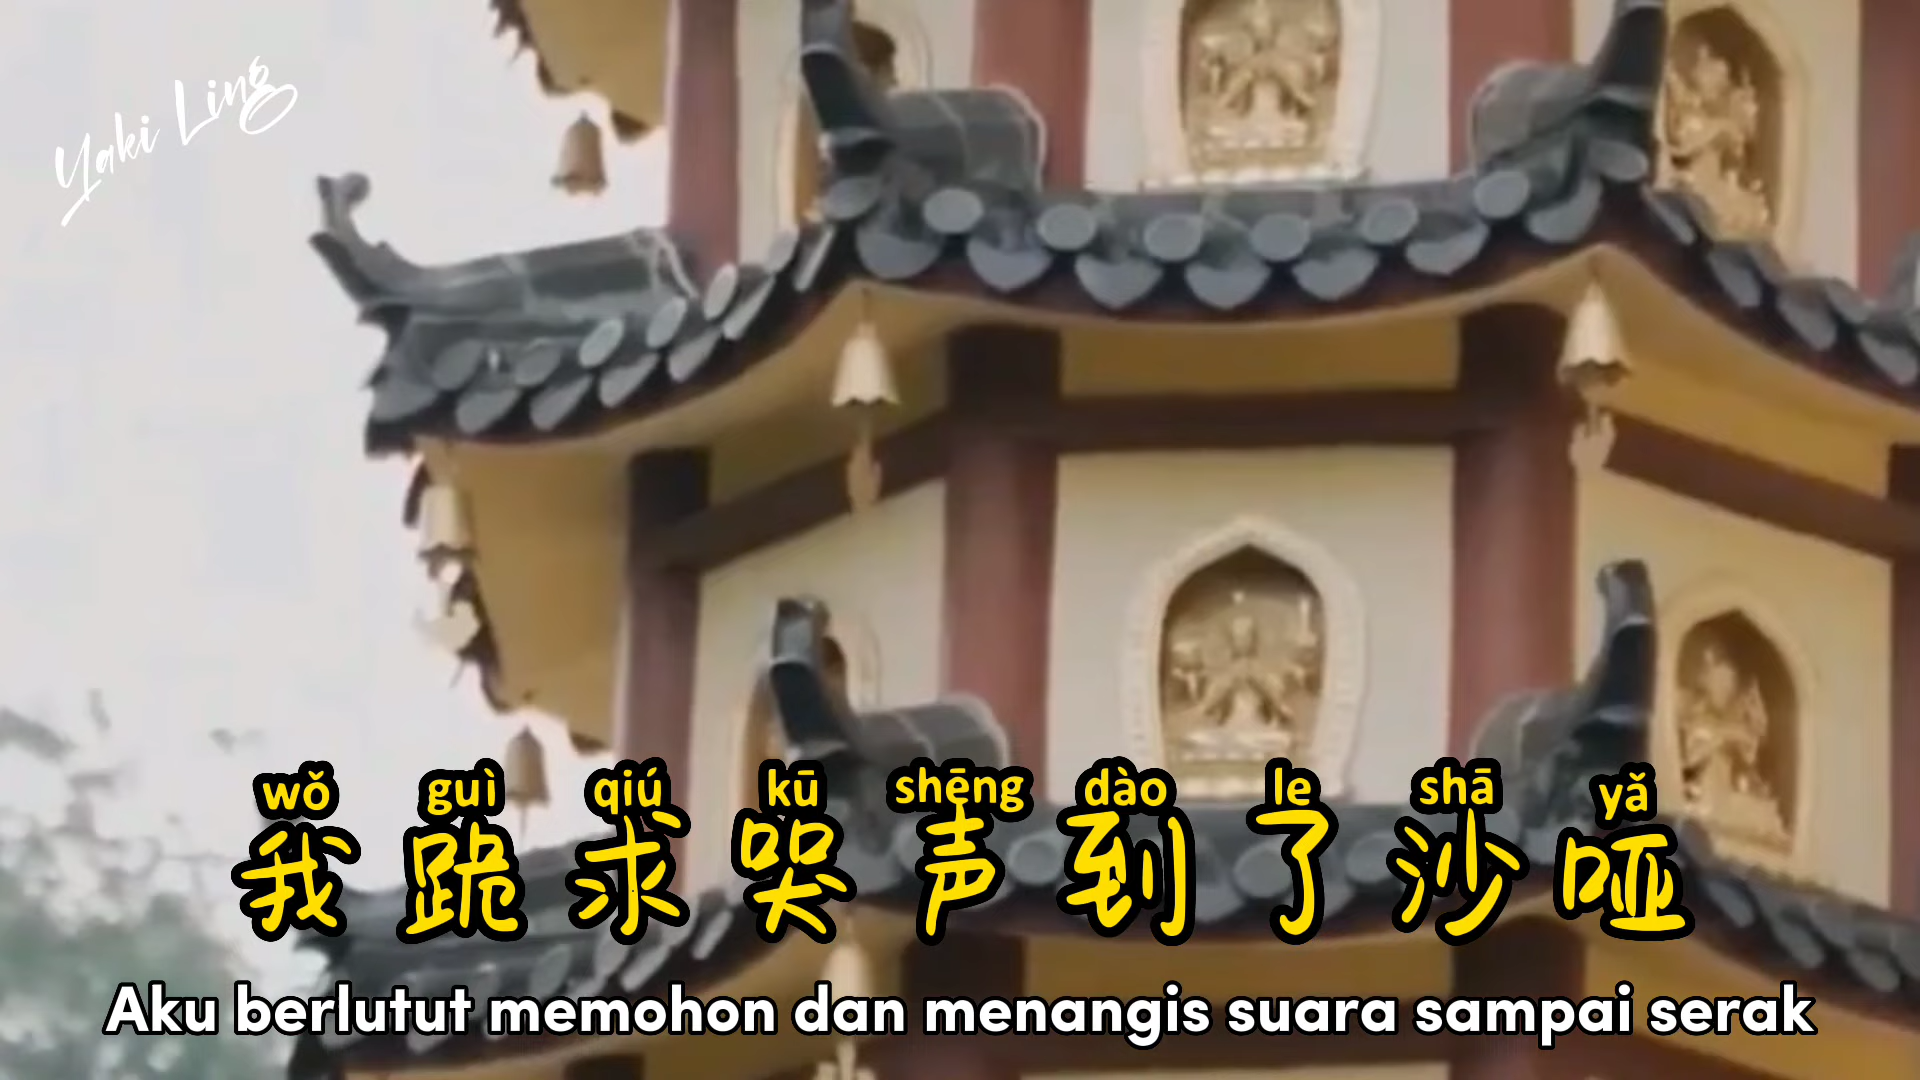 Yaki Ling
wǒ guì qiú kū shēng dào le shā yǎ
我 跪 求 哭 声 到 了 沙 哑
Aku berlutut memohon dan menangis suara sampai serak